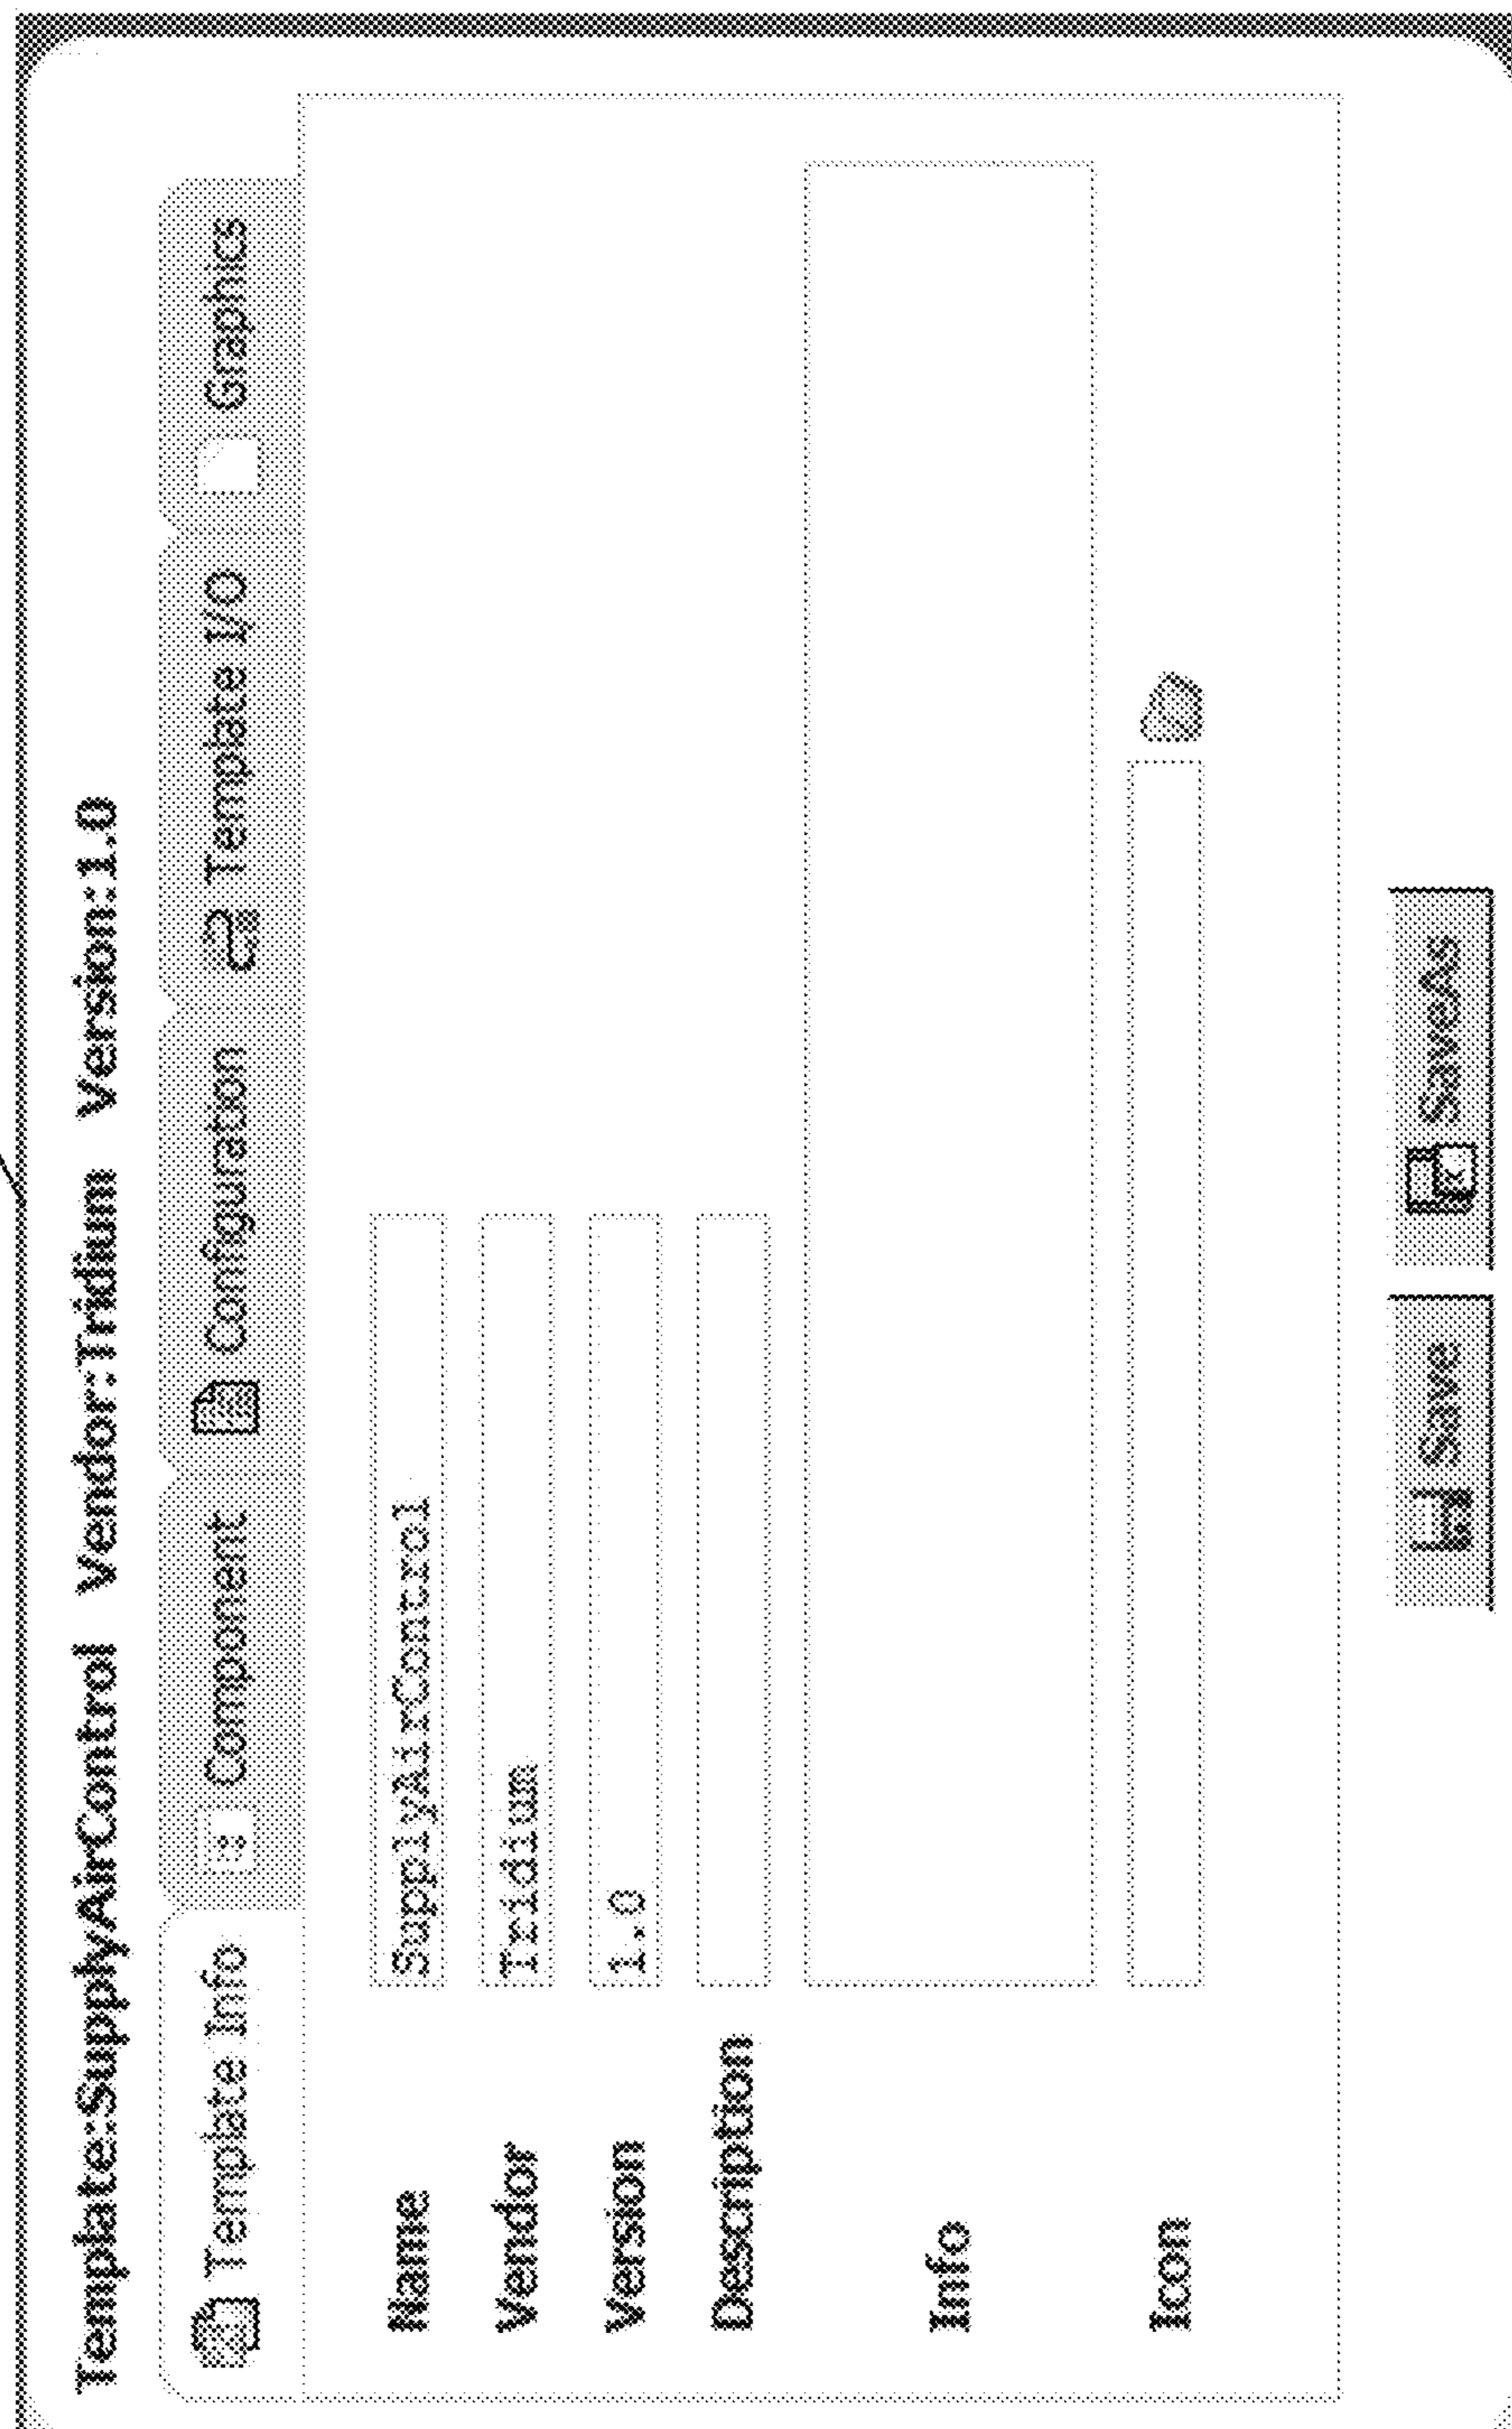 Template:SupplyAirControl Vendor:Tridium Version:1.0
Template Info Component Configuration Template I/O Graphics
Name SupplyAirControl
Vendor Tridium
Version 1.0
Description
Info
Icon
Save SaveAs